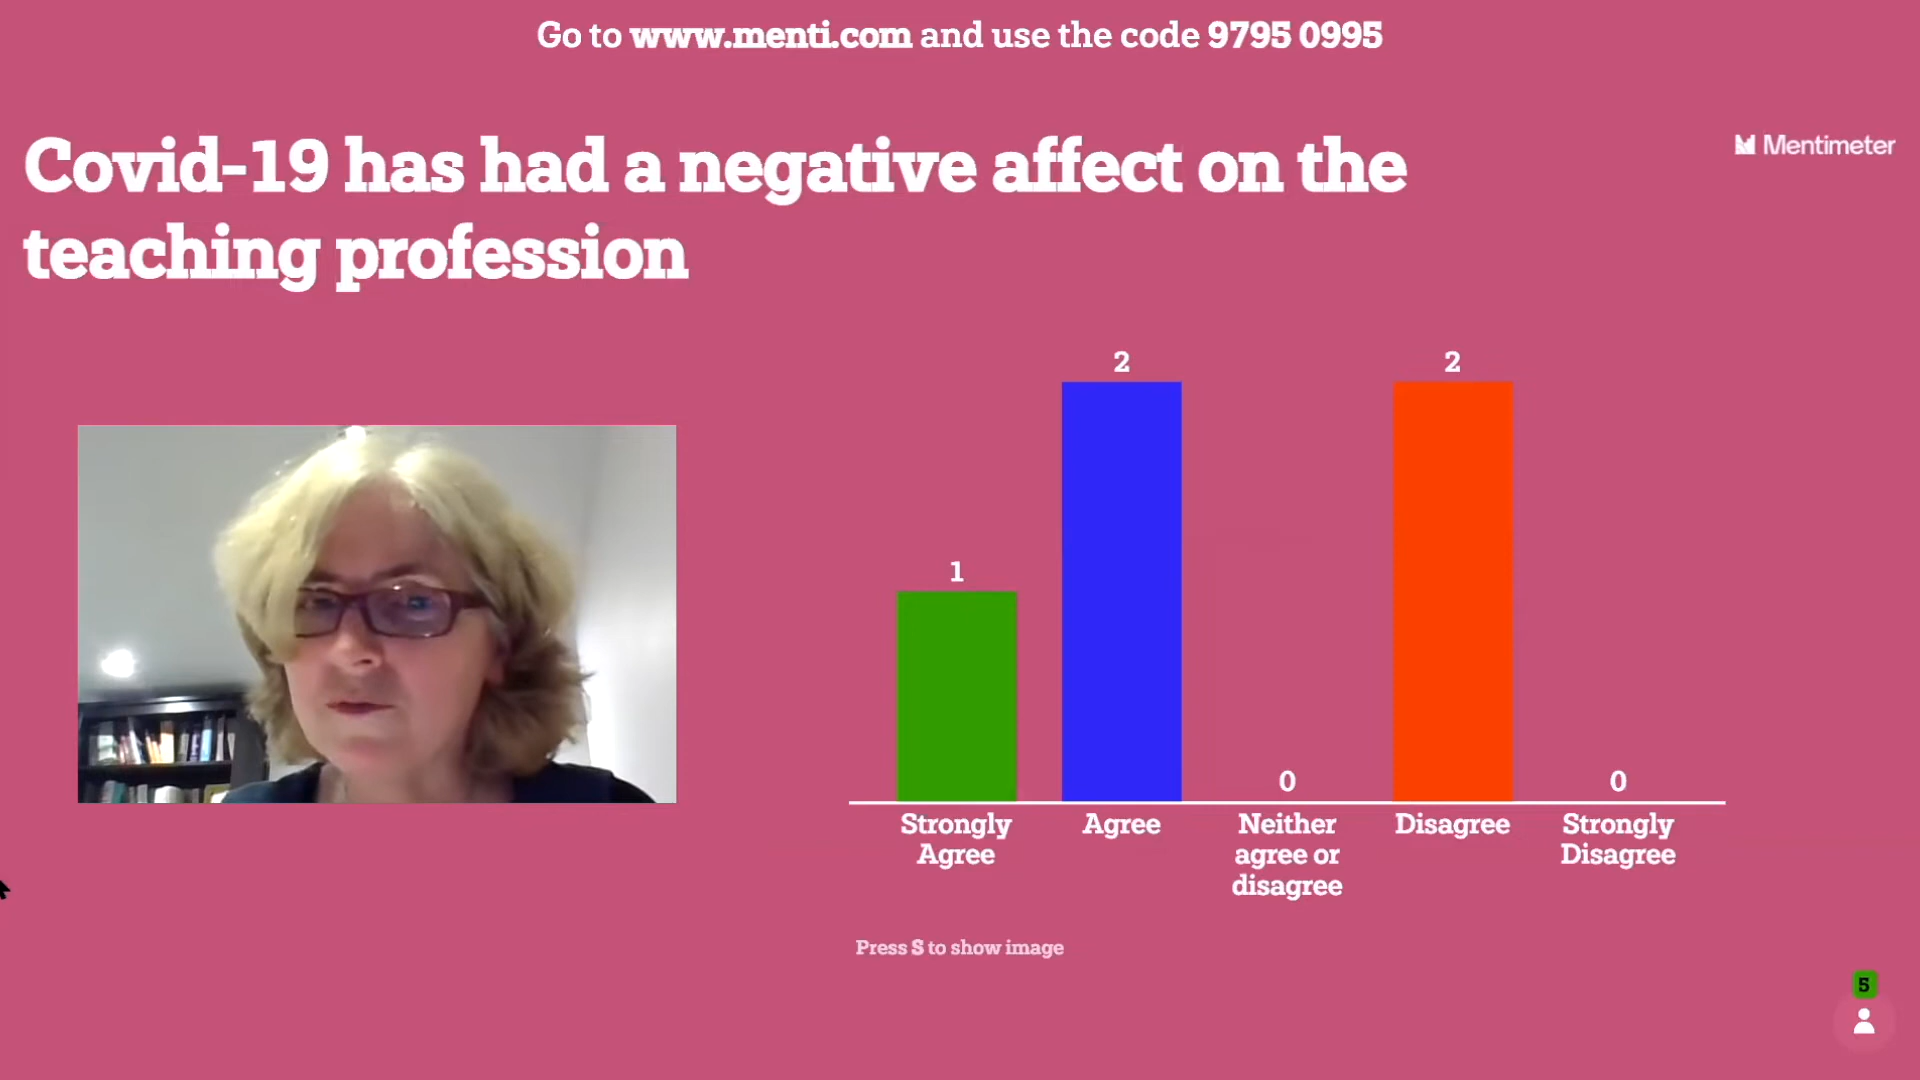 Go to www.menti.com and use the code 9795 0995
Covid-19 has had a negative affect on the
teaching profession
Mentimeter
2
2
1
0
0
Strongly
Agree
Agree
Neither
agree or
disagree
Disagree
Strongly
Disagree
Press S to show image
5